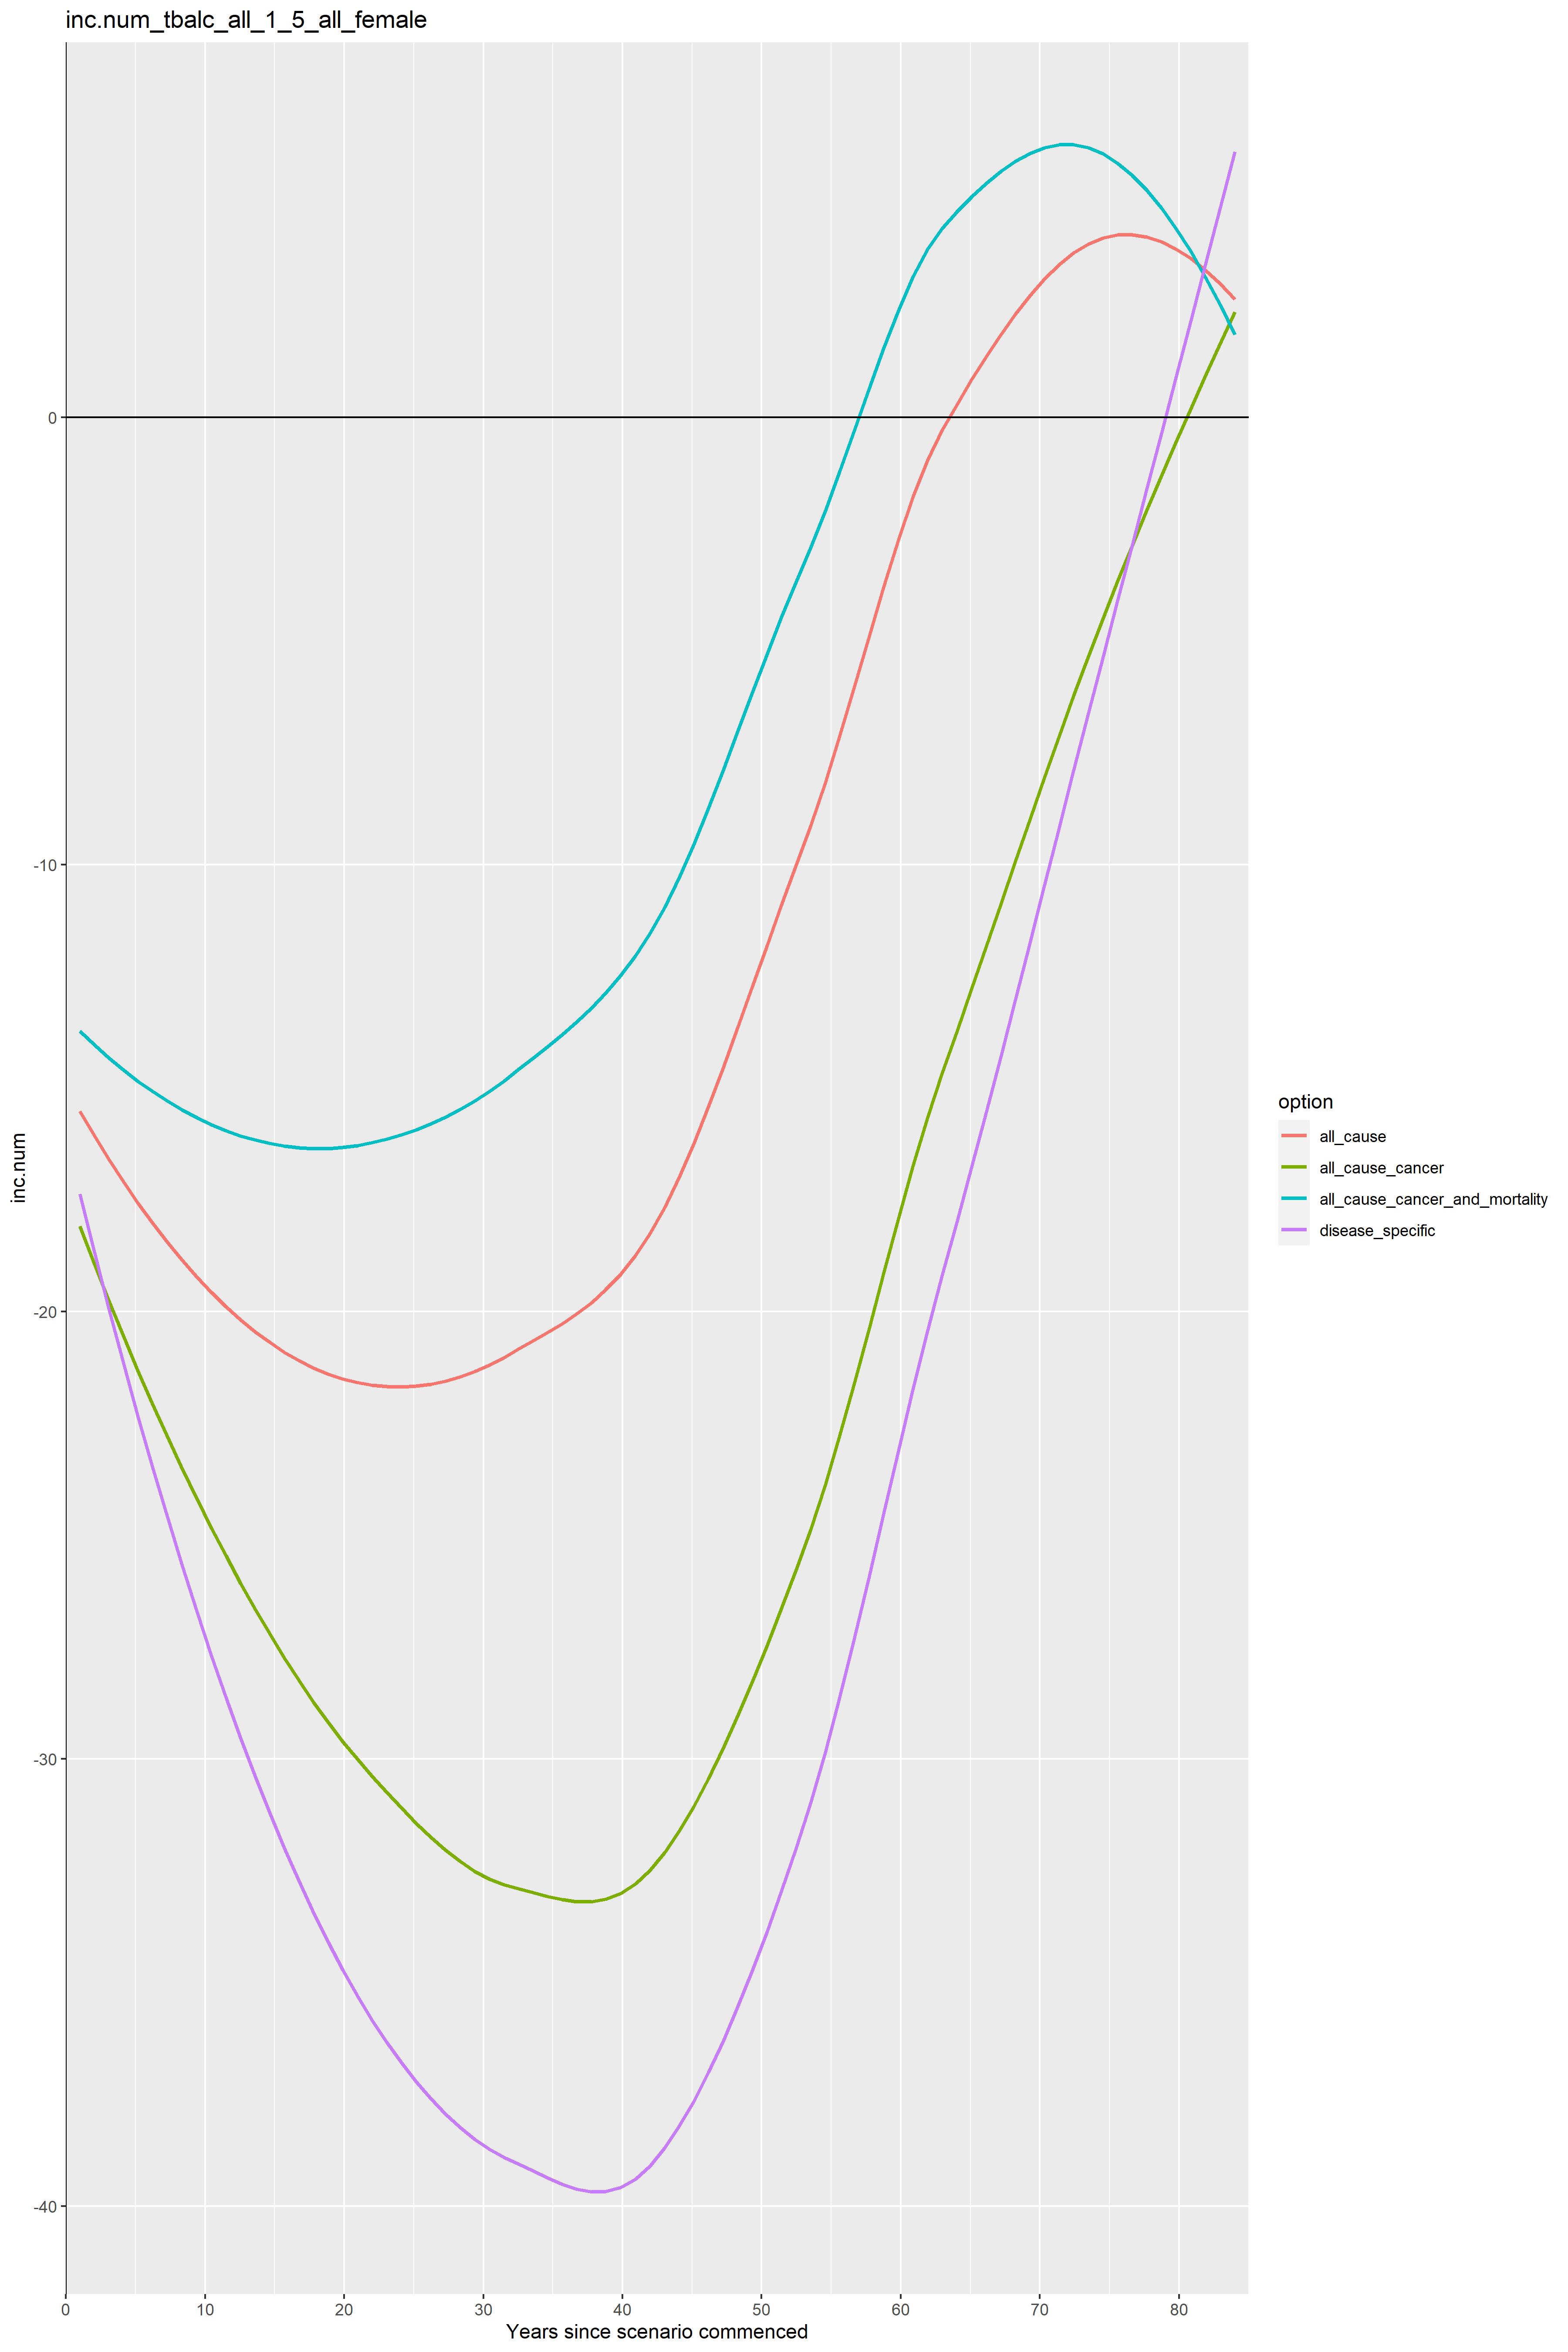 inc.num_tbalc_all_1_5_all_female
0
-10
-20
-30
-40
inc.num
0 10 20 30 40 50 60 70 80
Years since scenario commenced
option
all_cause
all_cause_cancer
all_cause_cancer_and_mortality
disease_specific